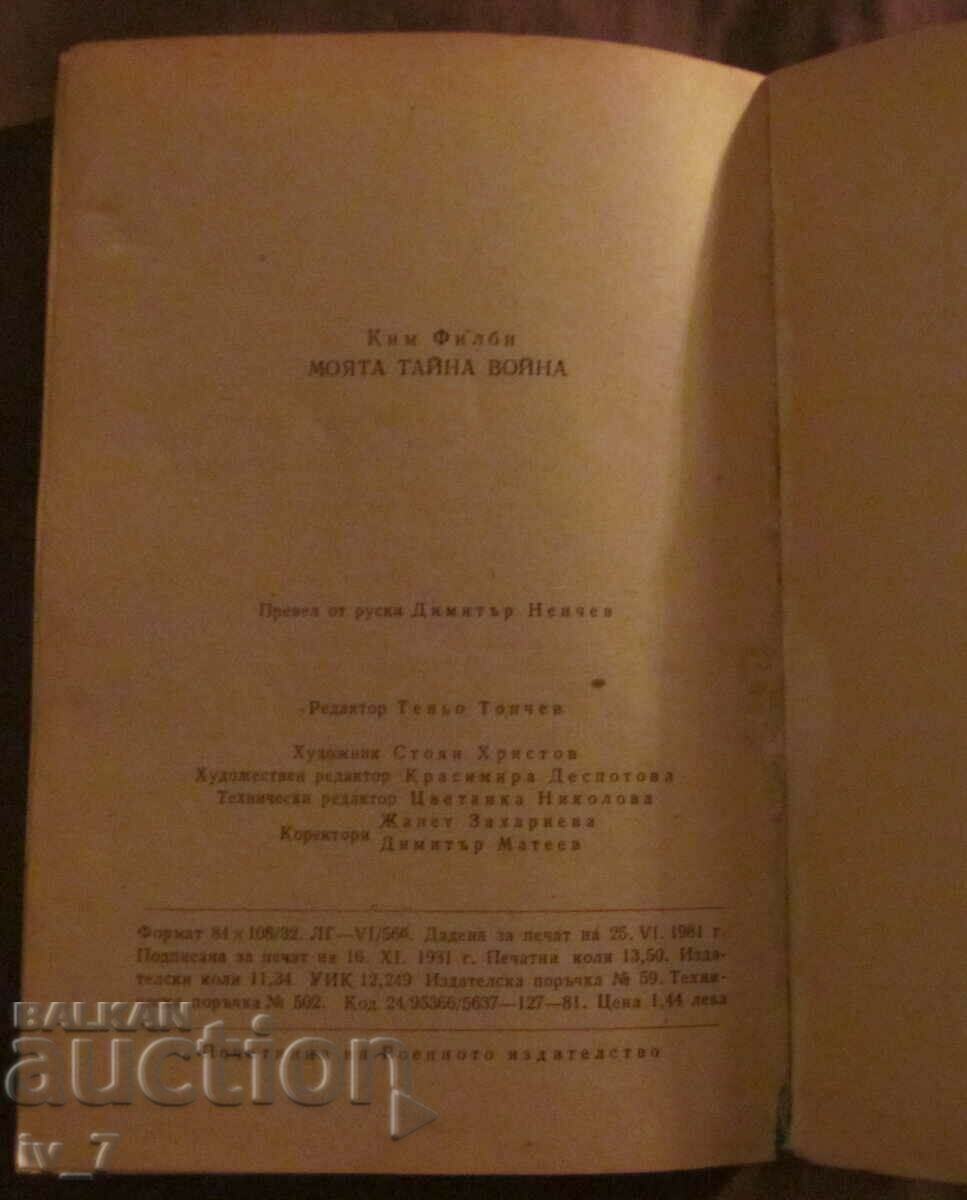 Ким Филби
МОЯТА ТАЙНА ВОЙНА
Превел от руски Димитър Ненчев
Редактор Теньо Тончев
Художник Стоян Христов
Художествен редактор Красимира Деспотова
Технически редактор Цветанка Николова
Коректори Жанет Захариева
Димитър Матеев
Формат 84×108/32. ЛГ—VI/566. Дадена за печат на 25. VI. 1981 г.
Подписана за печат на 16. XI. 1981 г. Печатни коли 13,50. Изда-
телски коли 11,34. УИК 12,249 Издателска поръчка № 59. Техни-
ческа поръчка № 502. Код 24/95366/5637—127—81. Цена 1,44 лева
Печатница на Военното издателство
BALKAN
auction
iv_7